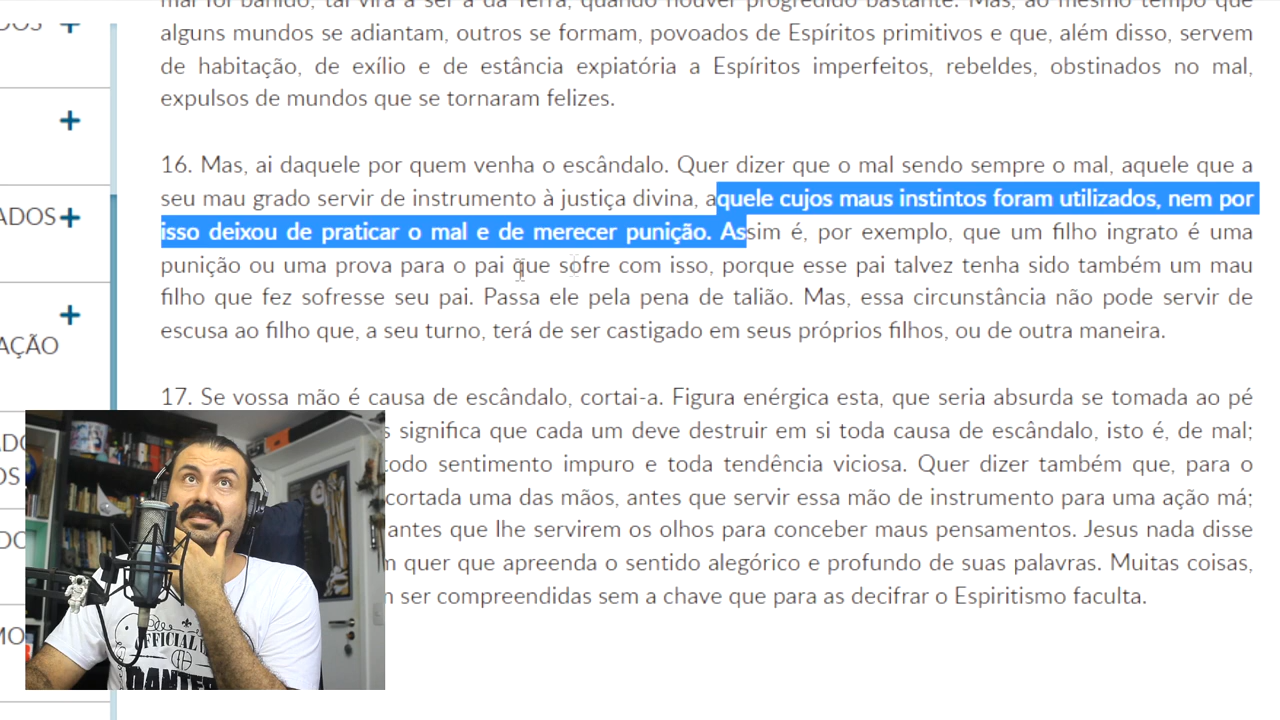 mal foi banido, tal virá a ser a da Terra, quando houver progredido bastante. Mas, ao mesmo tempo que
alguns mundos se adiantam, outros se formam, povoados de Espíritos primitivos e que, além disso, servem
de habitação, de exílio e de estância expiatória a Espíritos imperfeitos, rebeldes, obstinados no mal,
expulsos de mundos que se tornaram felizes.
16. Mas, ai daquele por quem venha o escândalo. Quer dizer que o mal sendo sempre o mal, aquele que a
seu mau grado servir de instrumento à justiça divina, aquele cujos maus instintos foram utilizados, nem por
isso deixou de praticar o mal e de merecer punição. Assim é, por exemplo, que um filho ingrato é uma
punição ou uma prova para o pai que sofre com isso, porque esse pai talvez tenha sido também um mau
filho que fez sofresse seu pai. Passa ele pela pena de talião. Mas, essa circunstância não pode servir de
escusa ao filho que, a seu turno, terá de ser castigado em seus próprios filhos, ou de outra maneira.
17. Se vossa mão é causa de escândalo, cortai-a. Figura enérgica esta, que seria absurda se tomada ao pé
s significa que cada um deve destruir em si toda causa de escândalo, isto é, de mal;
todo sentimento impuro e toda tendência viciosa. Quer dizer também que, para o
cortada uma das mãos, antes que servir essa mão de instrumento para uma ação má;
antes que lhe servirem os olhos para conceber maus pensamentos. Jesus nada disse
m quer que apreenda o sentido alegórico e profundo de suas palavras. Muitas coisas,
ser compreendidas sem a chave que para as decifrar o Espiritismo faculta.
DOS +
+
ADOS +
+
AÇÃO
ADO
OS
DO
MO
OFFICIAL
DANTE